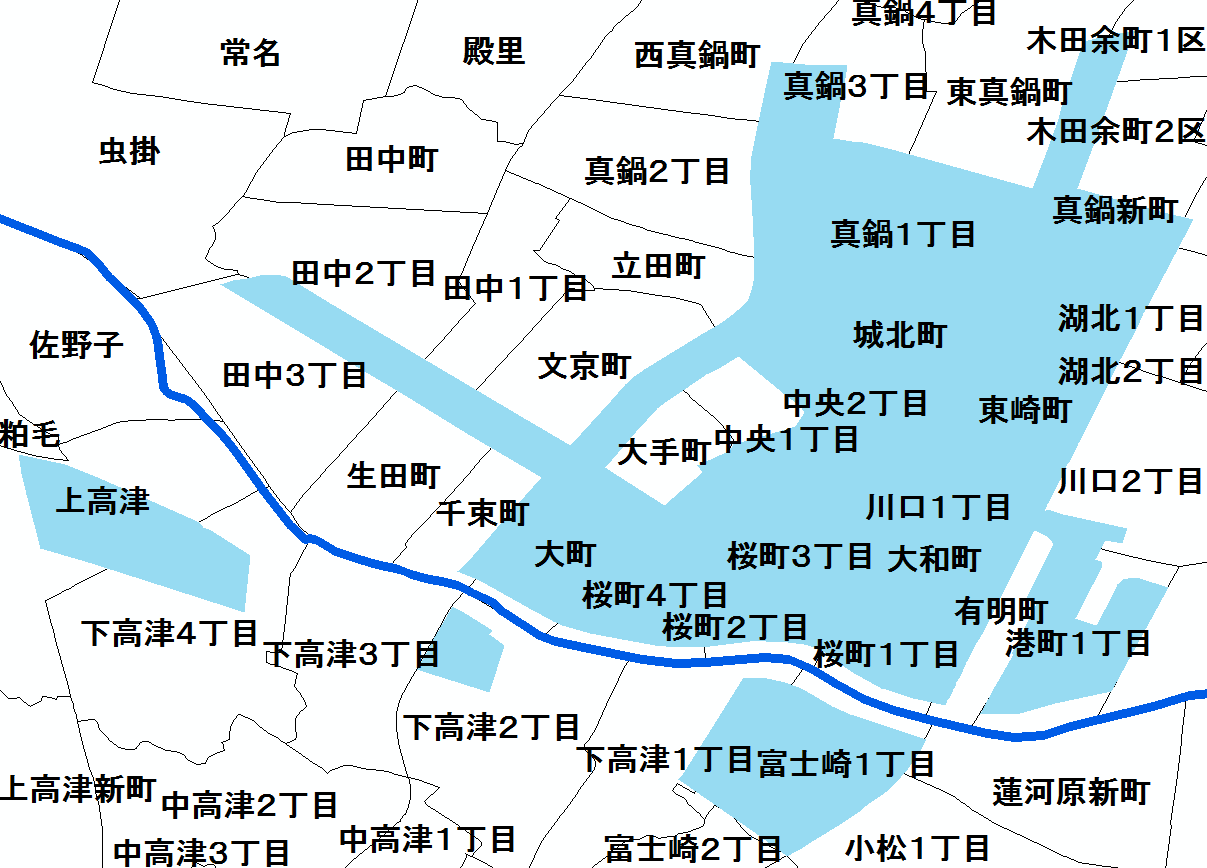 真鍋4丁目
木田余町1区
常名
殿里
西真鍋町
真鍋3丁目
東真鍋町
木田余町2区
虫掛
田中町
真鍋2丁目
真鍋新町
真鍋1丁目
立田町
田中2丁目
田中1丁目
湖北1丁目
城北町
佐野子
文京町
田中3丁目
湖北2丁目
中央2丁目
東崎町
粕毛
中央1丁目
大手町
生田町
川口2丁目
上高津
川口1丁目
千束町
大町
桜町3丁目
大和町
桜町4丁目
有明町
桜町2丁目
下高津4丁目
港町1丁目
下高津3丁目
桜町1丁目
下高津2丁目
下高津1丁目
富士崎1丁目
上高津新町
蓮河原新町
中高津2丁目
中高津1丁目
中高津3丁目
富士崎2丁目
小松1丁目